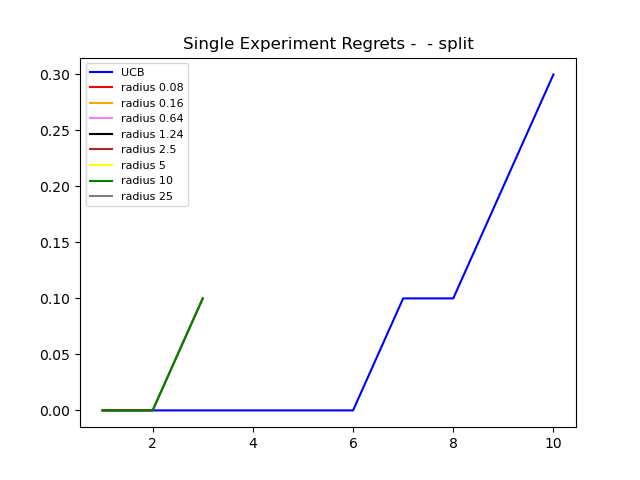 Single Experiment Regrets -  - split
UCB
radius 0.08
radius 0.16
radius 0.64
radius 1.24
radius 2.5
radius 5
radius 10
radius 25
0.30
0.25
0.20
0.15
0.10
0.05
0.00
2 4 6 8 10